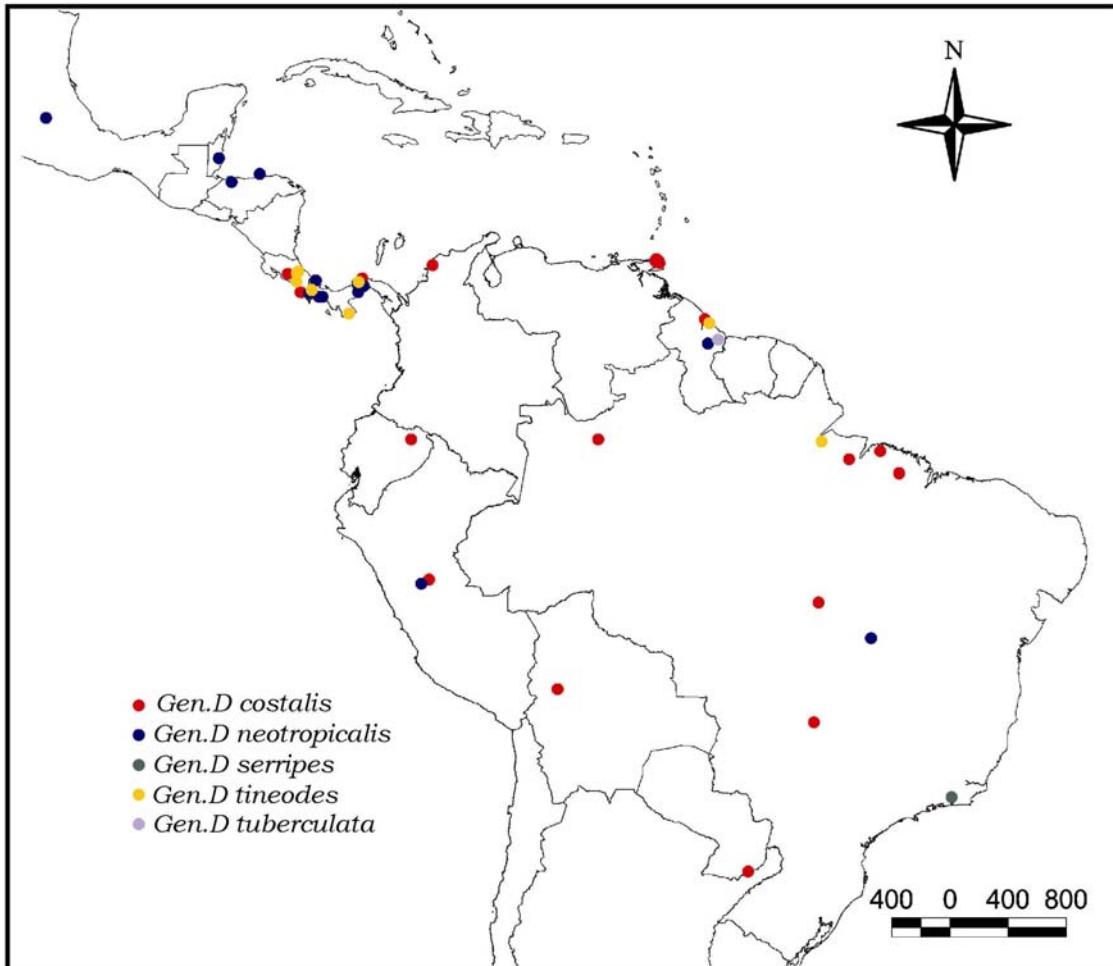 N
Gen.D costalis
Gen.D neotropicalis
Gen.D serripes
Gen.D tineodes
Gen.D tuberculata
400 0 400 800